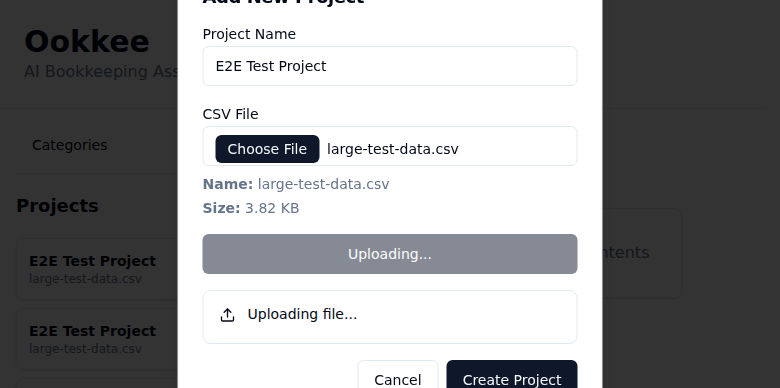 Add New Project
Ookkee
AI Bookkeeping Ass
Categories
Projects
E2E Test Project
large-test-data.csv
E2E Test Project
large-test-data.csv
Project Name
E2E Test Project
CSV File
Choose File large-test-data.csv
Name: large-test-data.csv
Size: 3.82 KB
Uploading...
Uploading file...
Cancel
Create Project
ntents